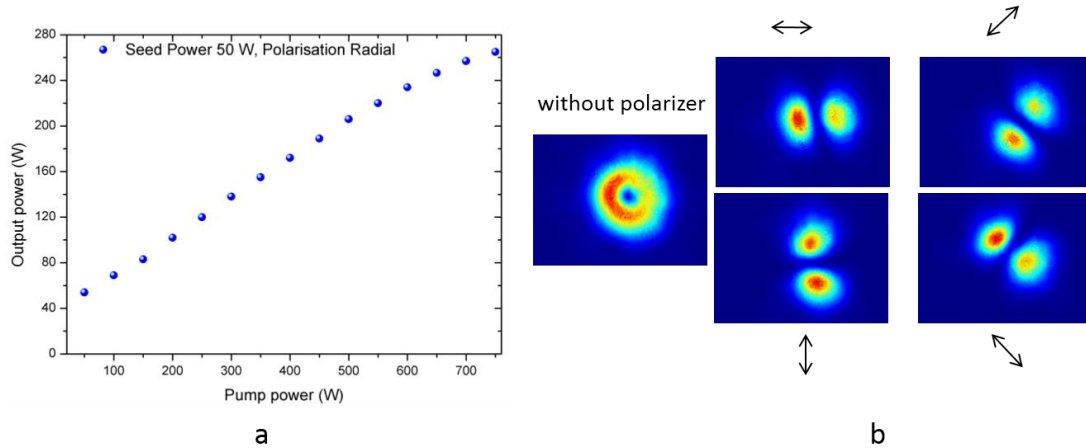 280
240
200
160
120
80
40
0
Output power (W)
Seed Power 50 W, Polarisation Radial
100 200 300 400 500 600 700
Pump power (W)
a
without polarizer
b